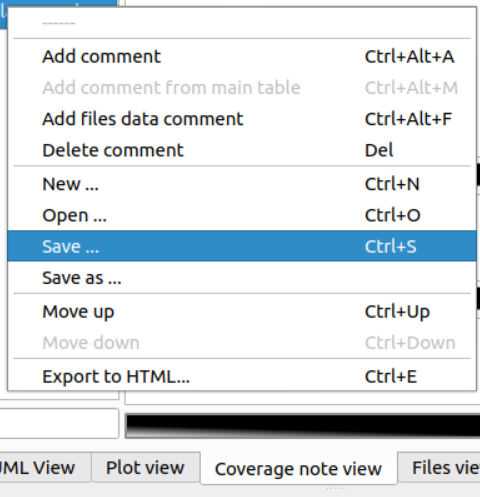 ------
Add comment Ctrl+Alt+A
Add comment from main table Ctrl+Alt+M
Add files data comment Ctrl+Alt+F
Delete comment Del
New ... Ctrl+N
Open ... Ctrl+O
Save ... Ctrl+S
Save as ...
Move up Ctrl+Up
Move down Ctrl+Down
Export to HTML... Ctrl+E
View Plot view Coverage note view Files